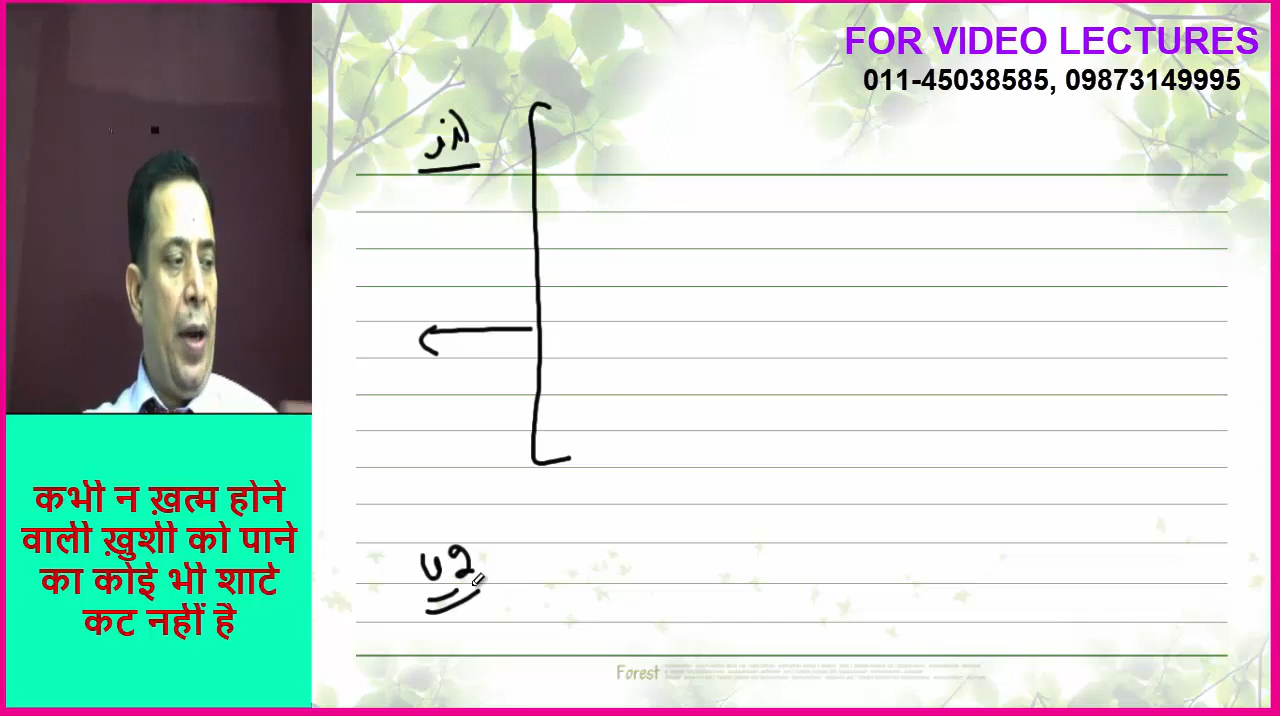 FOR VIDEO LECTURES
011-45038585, 09873149995
कभी न ख़त्म होने
वाली ख़ुशी को पाने
का कोई भी शार्ट
कट नहीं है
Forest